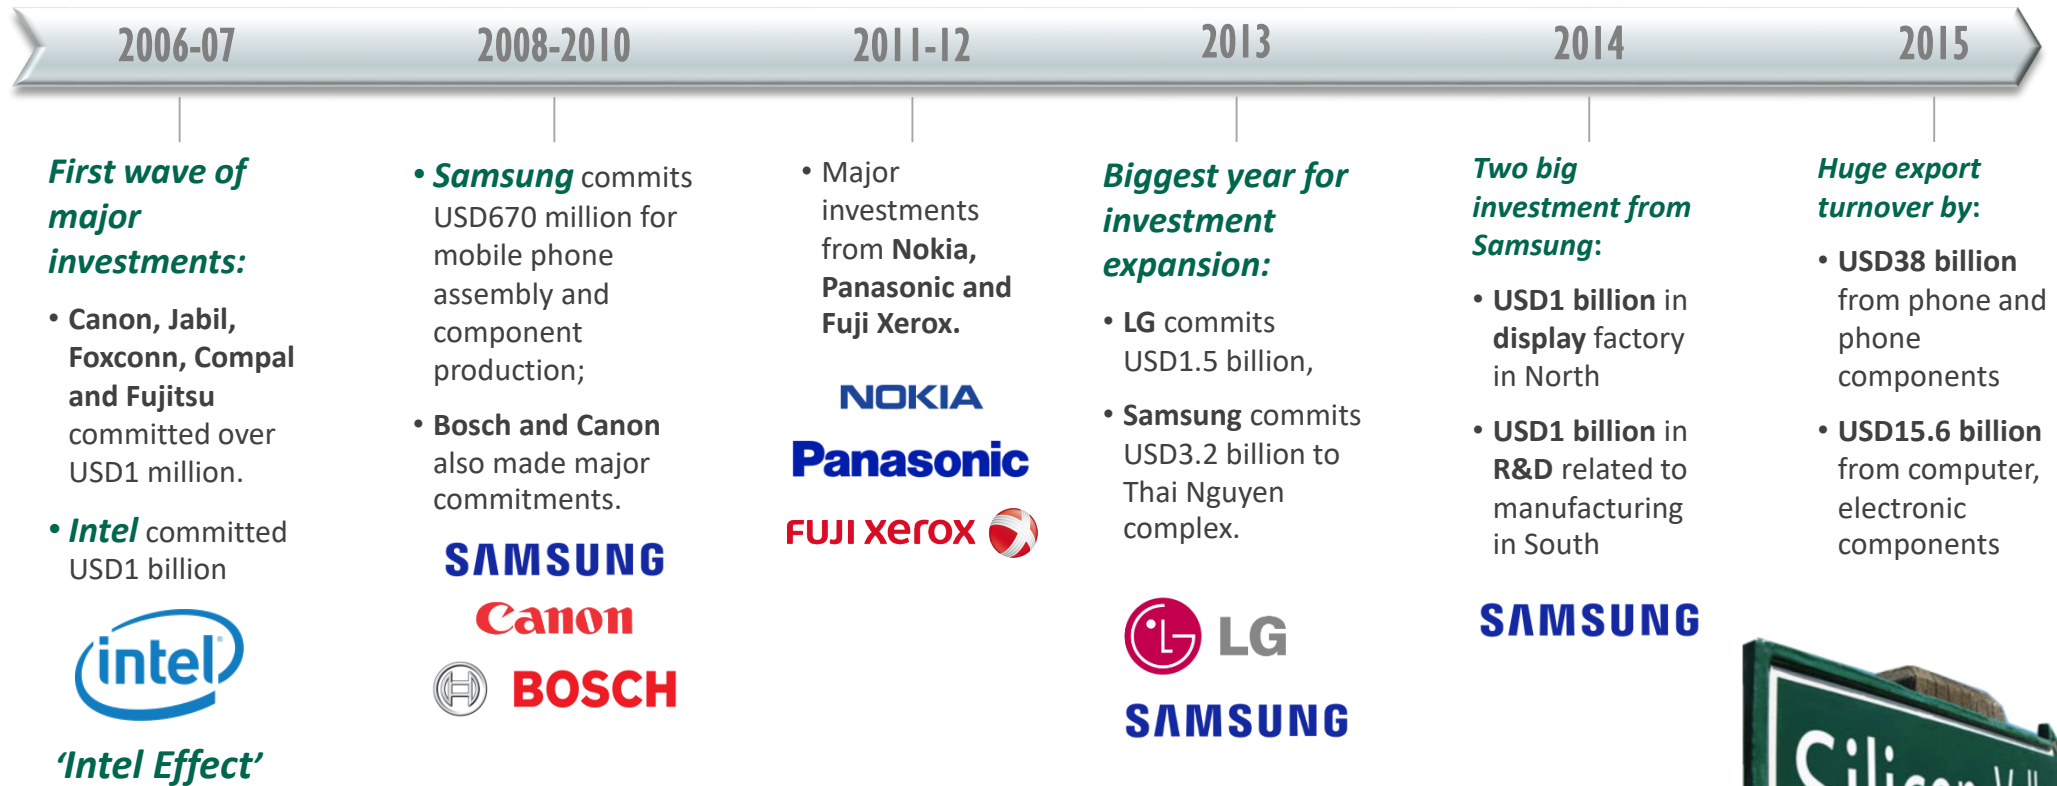 2006-07
2008-2010
2011-12
2013
2014
2015
First wave of
major
investments:
• Canon, Jabil,
Foxconn, Compal
and Fujitsu
committed over
USD1 million.
• Intel committed
USD1 billion
intel
‘Intel Effect’
• Samsung commits
USD670 million for
mobile phone
assembly and
component
production;
• Bosch and Canon
also made major
commitments.
SAMSUNG
Canon
BOSCH
• Major
investments
from Nokia,
Panasonic and
Fuji Xerox.
NOKIA
Panasonic
FUJI xerox
Biggest year for
investment
expansion:
• LG commits
USD1.5 billion,
• Samsung commits
USD3.2 billion to
Thai Nguyen
complex.
LG
SAMSUNG
Two big
investment from
Samsung:
• USD1 billion in
display factory
in North
• USD1 billion in
R&D related to
manufacturing
in South
SAMSUNG
Huge export
turnover by:
• USD38 billion
from phone and
phone
components
• USD15.6 billion
from computer,
electronic
components
Silicon